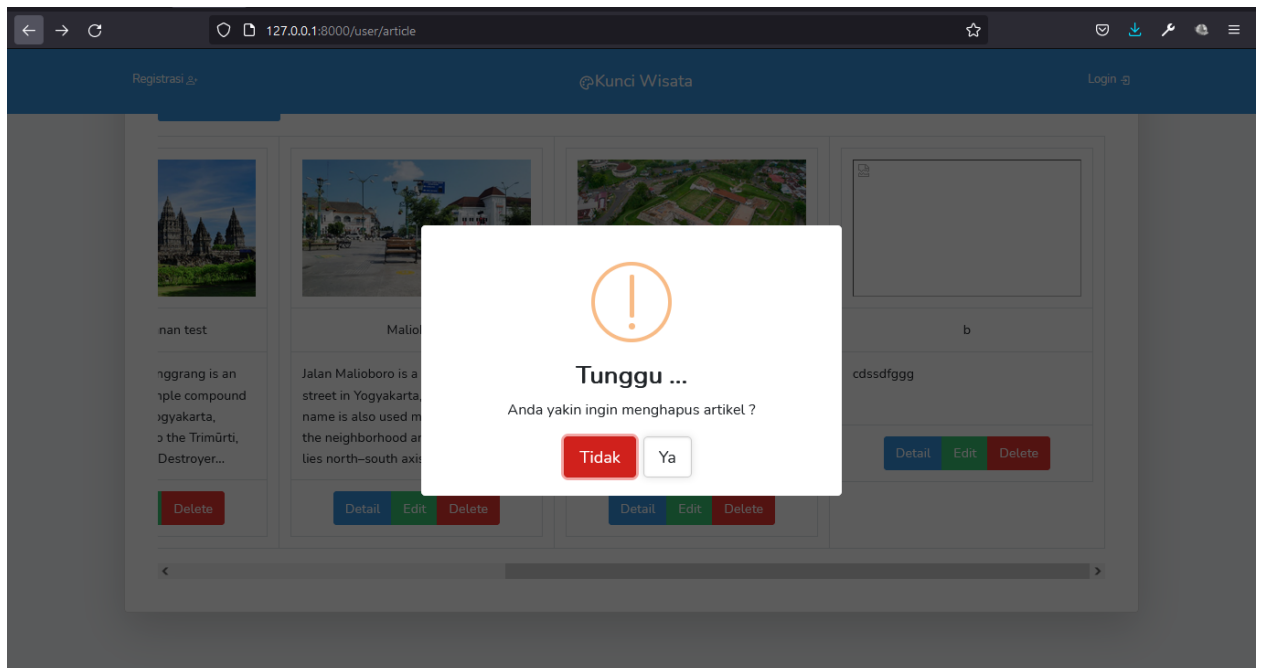 127.0.0.1:8000/user/article
Registrasi
Kunci Wisata
Login
nan test
Maliob
b
nggrang is an
nple compound
ogyakarta,
o the Trimūrti,
Destroyer...
Jalan Malioboro is a
street in Yogyakarta,
name is also used m
the neighborhood ar
lies north–south axis
cdssdfggg
Tunggu ...
Anda yakin ingin menghapus artikel ?
Tidak Ya
Detail Edit Delete
Delete
Detail Edit Delete
Detail Edit Delete